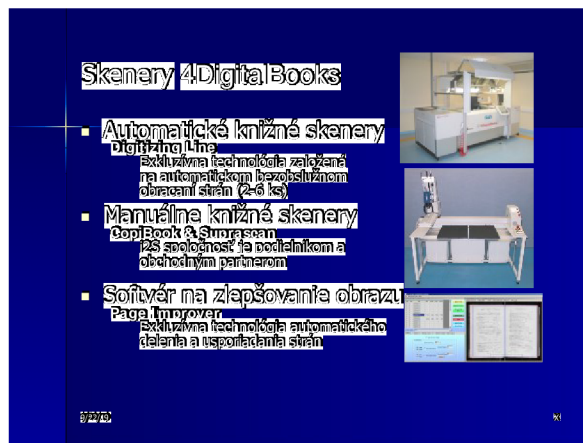 Skenery 4DigitalBooks
Automatické knižné skenery
Digitizing Line
Exkluzívna technológia založená
na automatickom bezobslužnom
obracaní strán (2-6 ks)
Manuálne knižné skenery
CopiBook & Suprascan
i2S spoločnosť je podielnikom a
obchodným partnerom
Softvér na zlepšovanie obrazu
Page Improver
Exkluzívna technológia automatického
delenia a usporiadania strán